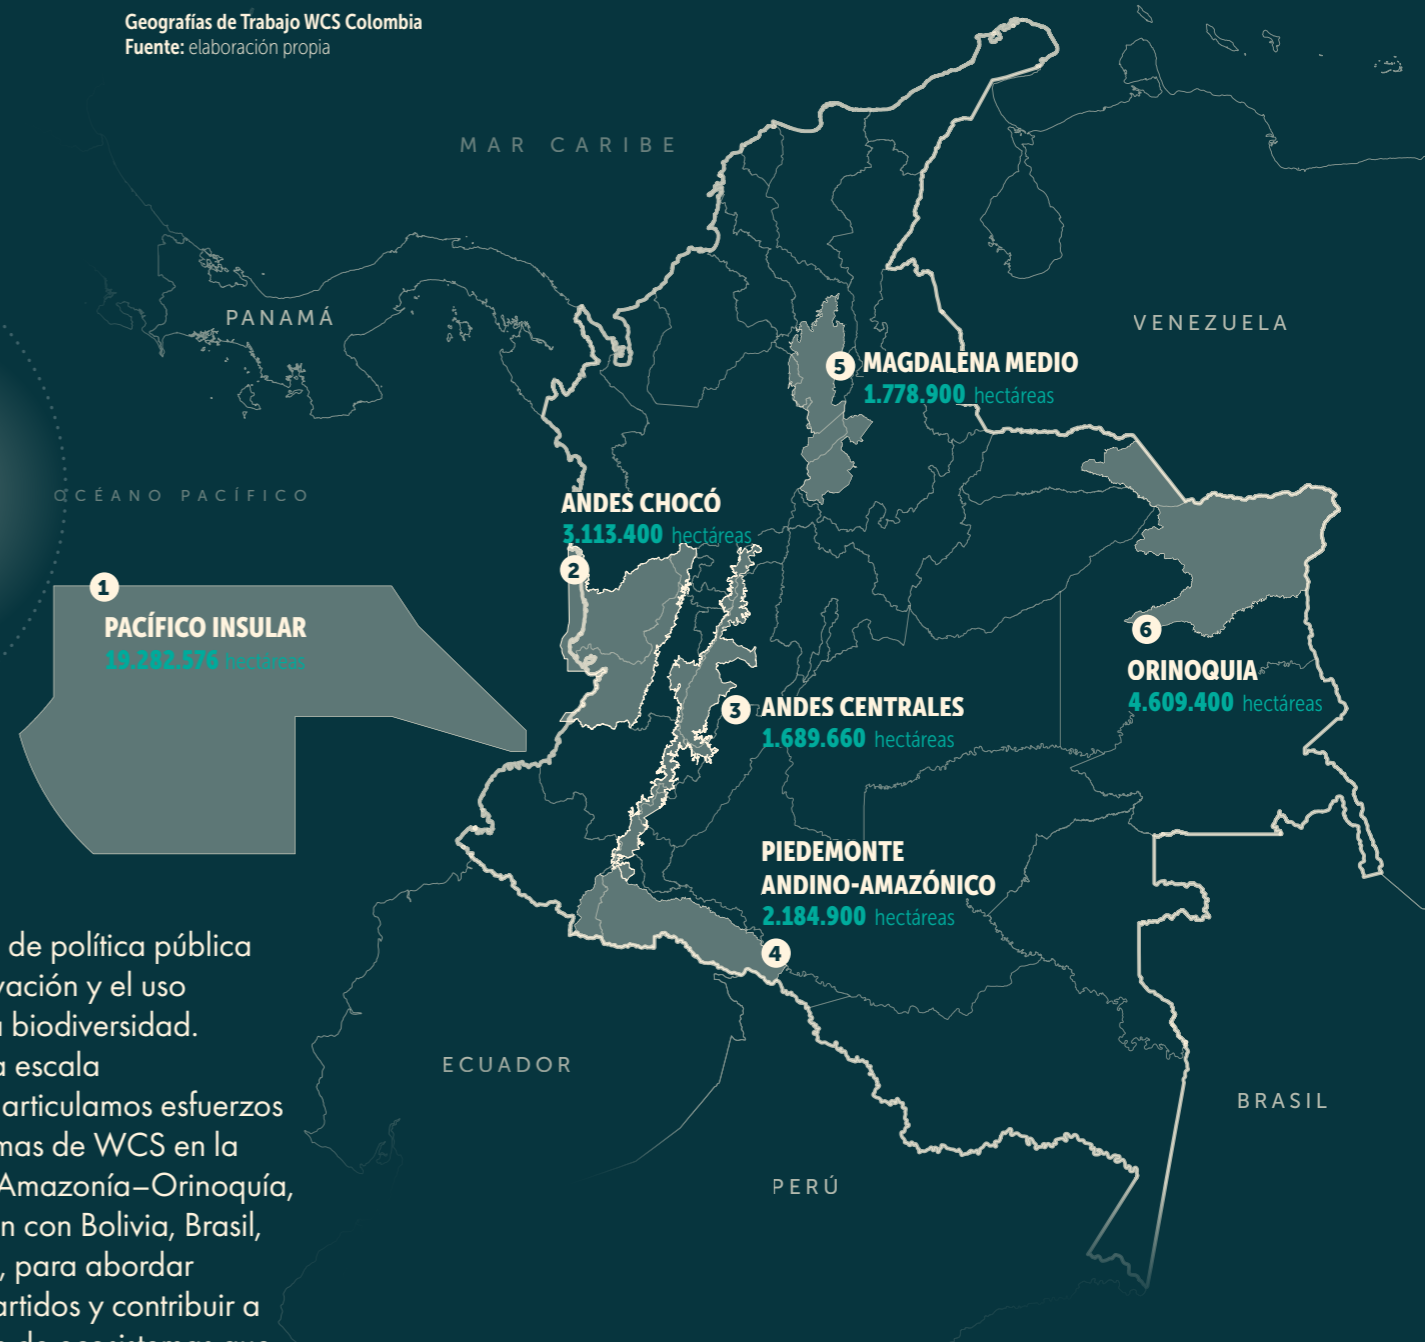 Geografías de Trabajo WCS Colombia
Fuente: elaboración propia
MAR CARIBE
PANAMÁ
VENEZUELA
5 MAGDALENA MEDIO
1.778.900 hectáreas
OCÉANO PACÍFICO
ANDES CHOCÓ
3.113.400 hectáreas
2
1
PACÍFICO INSULAR
19.282.576 hectáreas
6
ORINOQUIA
4.609.400 hectáreas
3 ANDES CENTRALES
1.689.660 hectáreas
PIEDEMONTE
ANDINO-AMAZÓNICO
2.184.900 hectáreas
4
de política pública
vación y el uso
biodiversidad.
escala
articulamos esfuerzos
mas de WCS en la
Amazonía–Orinoquía,
n con Bolivia, Brasil,
, para abordar
artidos y contribuir a
de ecosistemas que
ECUADOR
BRASIL
PERÚ